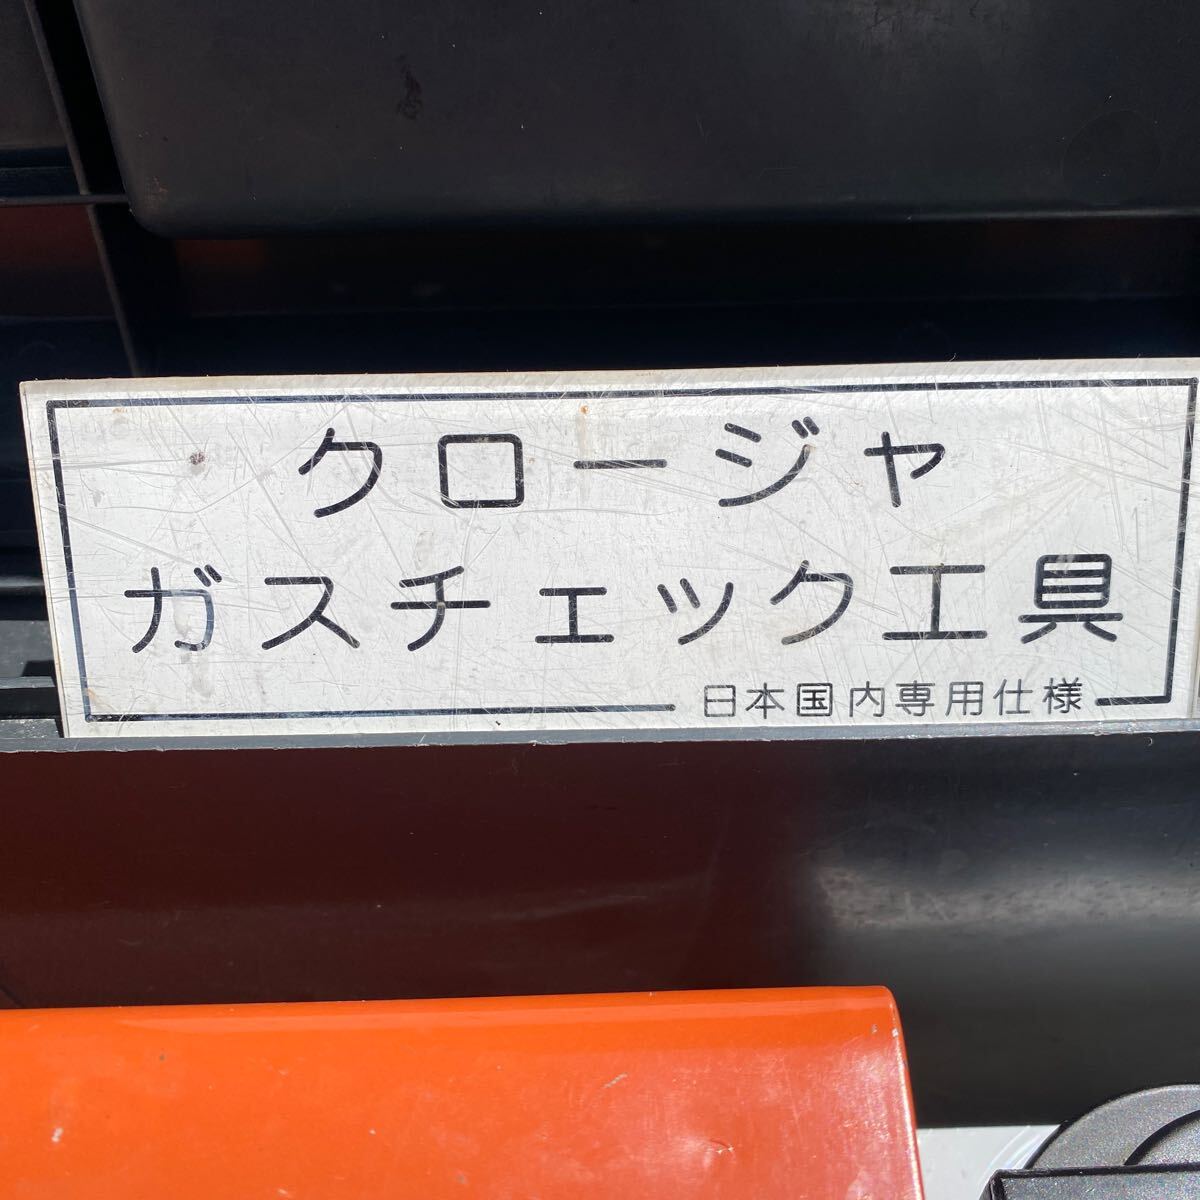 クロージャ
ガスチェック工具
日本国内専用仕様